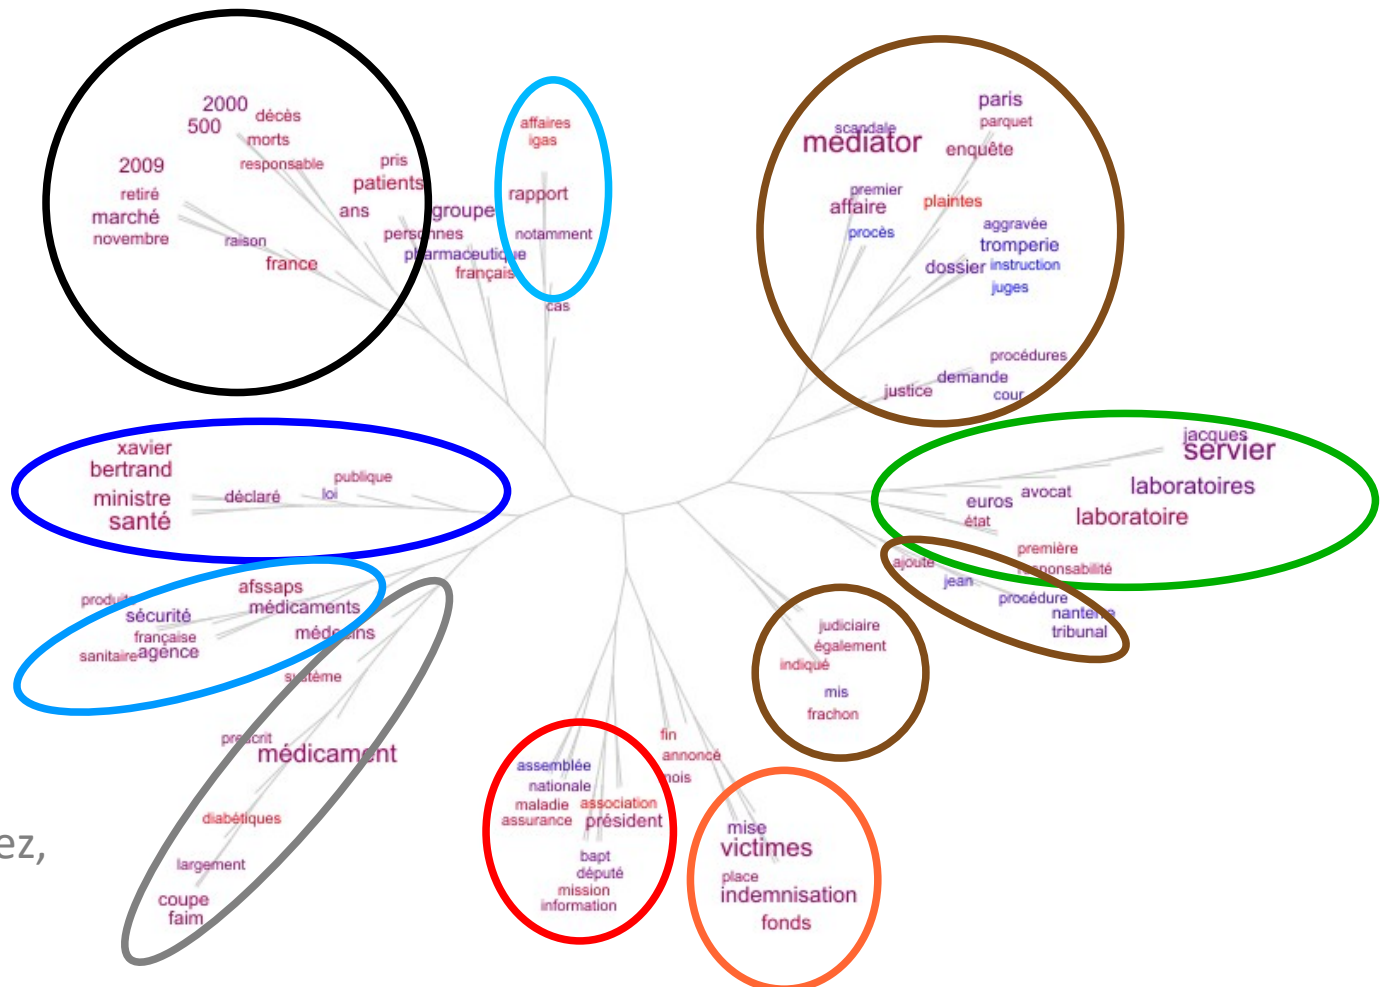 2000
500
décès
morts
responsable
2009
retiré
marché
novembre
raison
france
pris
patients
ans
personnes
groupe
pharmaceutique
français
affaires
igas
rapport
notamment
cas
scandale
mediator
paris
parquet
enquête
premier
affaire
procès
plaintes
aggravée
tromperie
dossier
instruction
juges
procédures
demande
justice
cour
xavier
bertrand
ministre
santé
déclaré
loi
publique
jacques
servier
laboratoires
avocat
euros
état
laboratoire
première
responsabilité
ajoute
jean
procédure
nanterre
tribunal
afssaps
produits
médicaments
sécurité
médecins
française
sanitaire
agence
système
prescrit
médicament
diabétiques
largement
coupe
faim
ez,
judiciaire
également
indiqué
mis
frachon
fin
annoncé
mois
assemblée
nationale
maladie
association
assurance
président
bapt
député
mission
information
mise
victimes
place
indemnisation
fonds